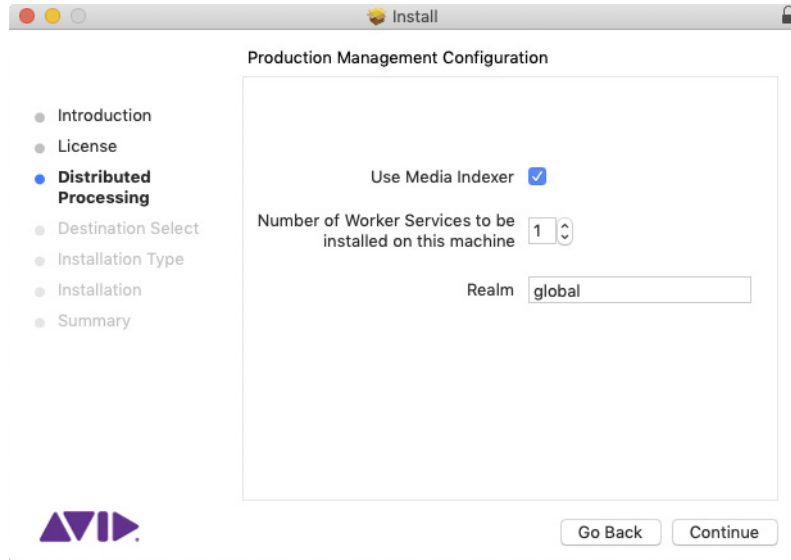 Install
Production Management Configuration
Introduction
License
Distributed
Processing
Destination Select
Installation Type
Installation
Summary
Use Media Indexer
Number of Worker Services to be
installed on this machine
1
Realm
global
AVID
Go Back
Continue